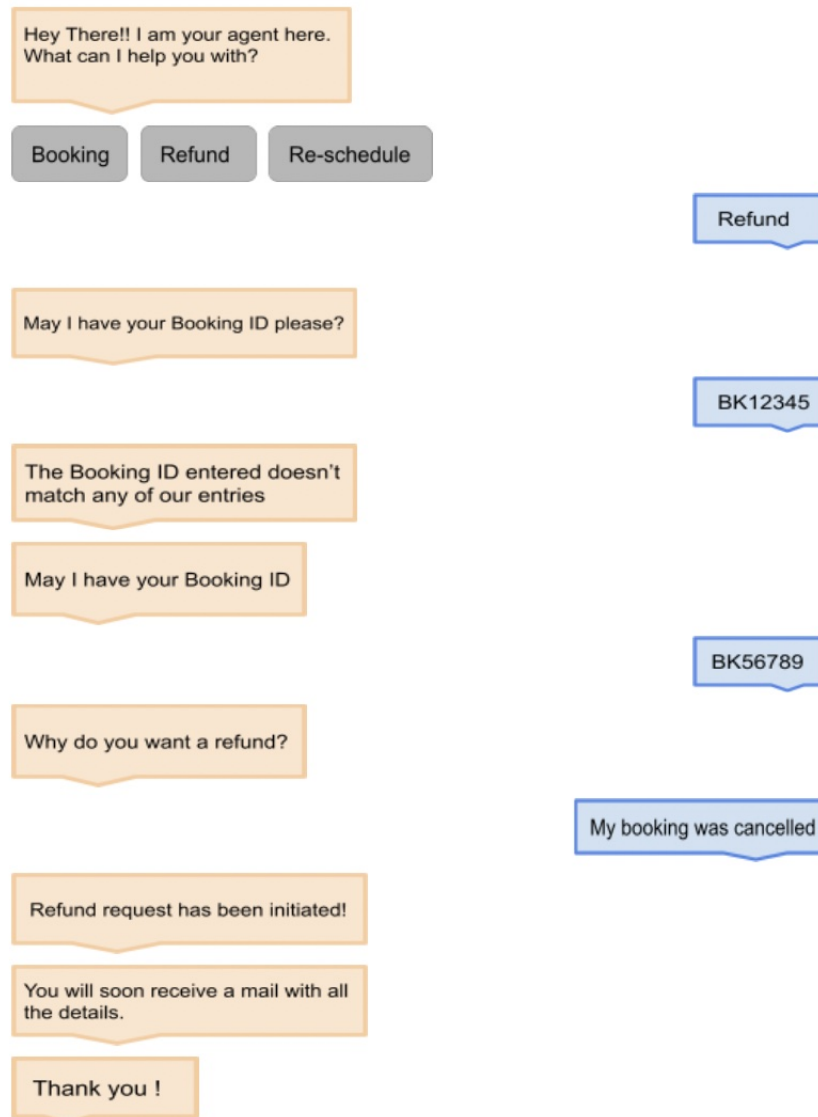 Hey There!! I am your agent here.
What can I help you with?
Booking
Refund
Re-schedule
Refund
May I have your Booking ID please?
BK12345
The Booking ID entered doesn't
match any of our entries
May I have your Booking ID
BK56789
Why do you want a refund?
My booking was cancelled
Refund request has been initiated!
You will soon receive a mail with all
the details.
Thank you !